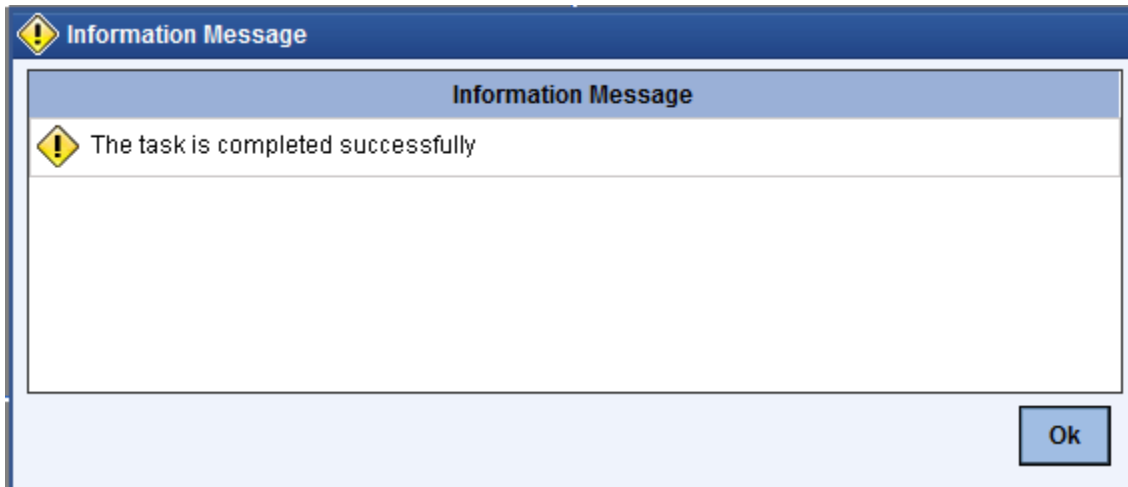 Information Message
Information Message
The task is completed successfully
Ok